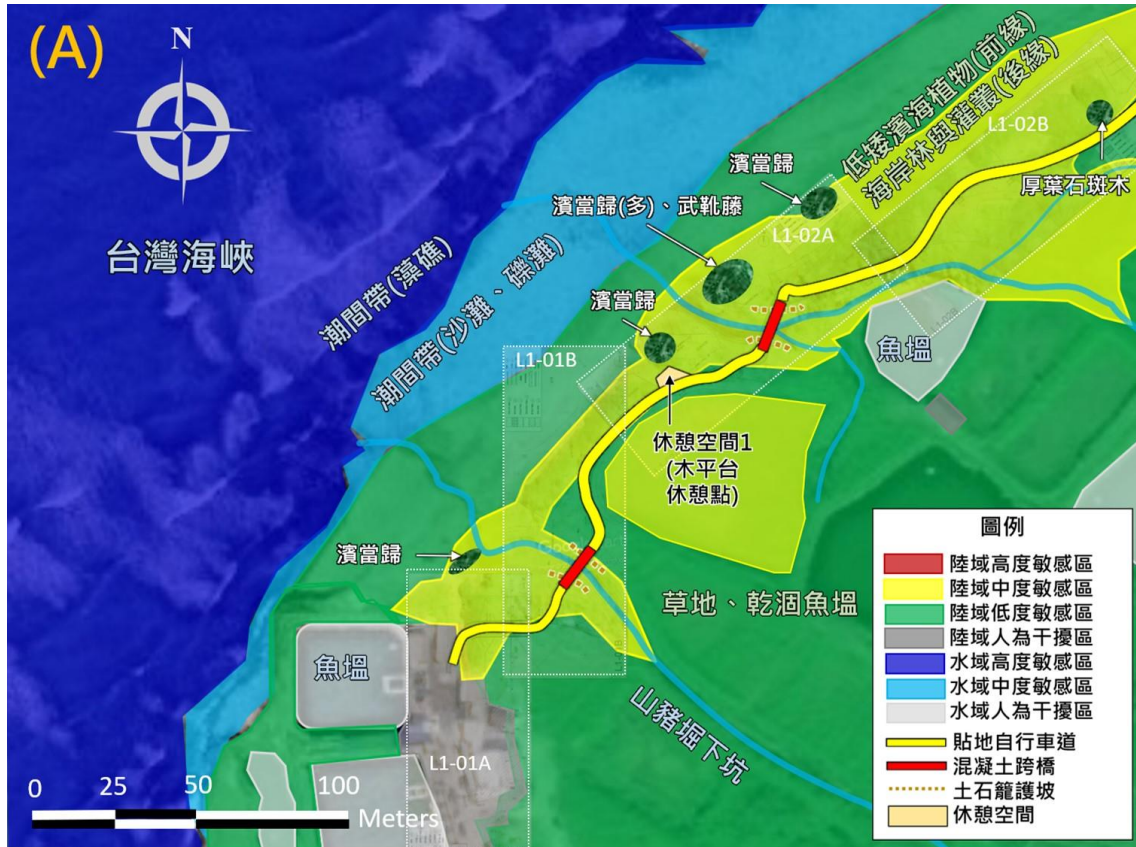 (A)
N
台灣海峽
潮間帶(藻礁)
潮間帶(沙灘、礫灘)
低矮濱海植物(前緣)
海岸林與灌叢(後緣)
L1-02B
厚葉石斑木
濱當歸
濱當歸(多)、武靴藤
L1-02A
濱當歸
魚塭
L1-01B
休憩空間1
(木平台
休憩點)
濱當歸
草地、乾涸魚塭
魚塭
山豬堀下坑
L1-01A
0 25 50 100
Meters
圖例
陸域高度敏感區
陸域中度敏感區
陸域低度敏感區
陸域人為干擾區
水域高度敏感區
水域中度敏感區
水域人為干擾區
貼地自行車道
混凝土跨橋
土石籠護坡
休憩空間